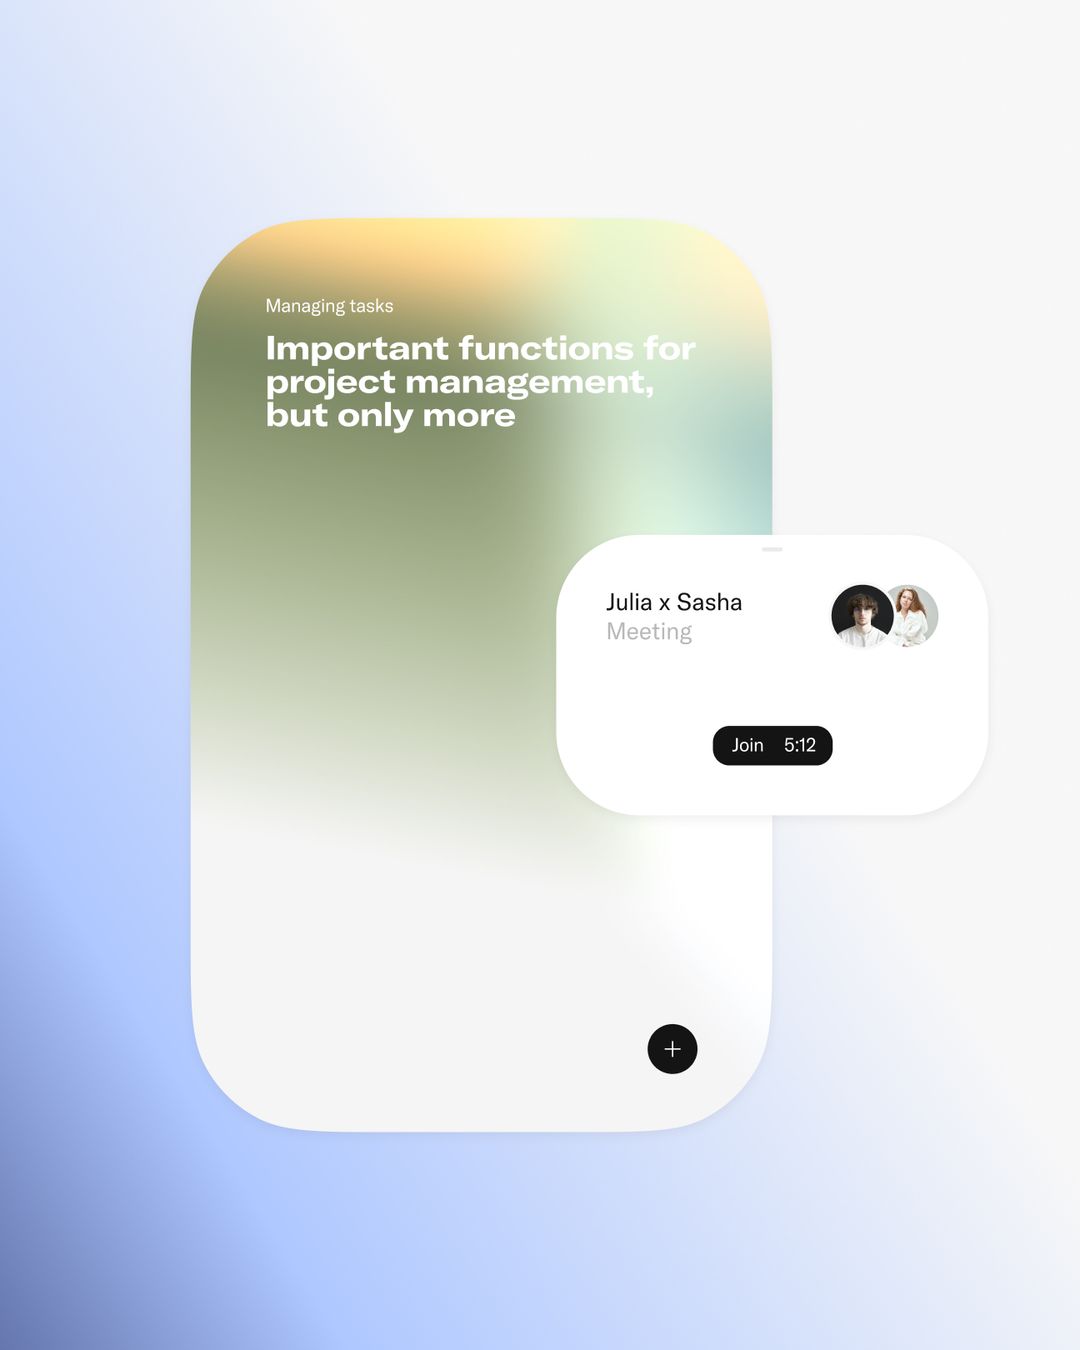 Managing tasks
Important functions for
project management,
but only more
Julia x Sasha
Meeting
Join 5:12